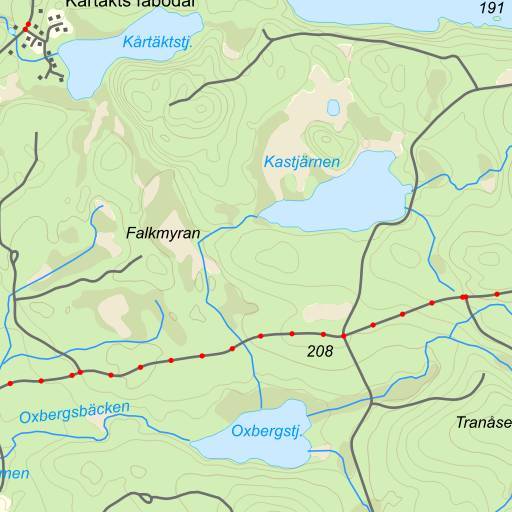 Kårtäkts fäbodar
191
Kårtäktstj.
Kastjärnen
Falkmyran
208
Oxbergsbäcken
Oxbergstj.
Tranåse
men